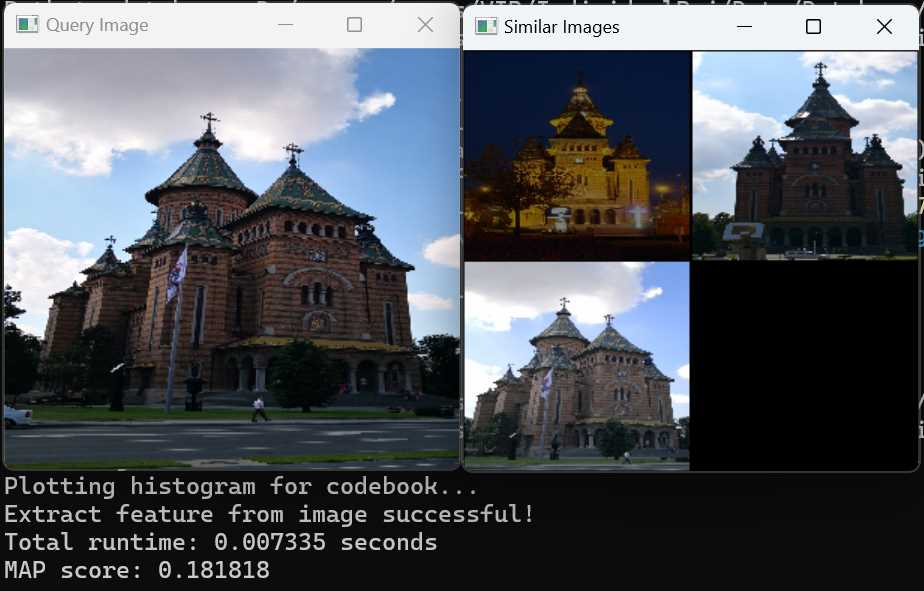 Query Image
Similar Images
Plotting histogram for codebook...
Extract feature from image successful!
Total runtime: 0.007335 seconds
MAP score: 0.181818